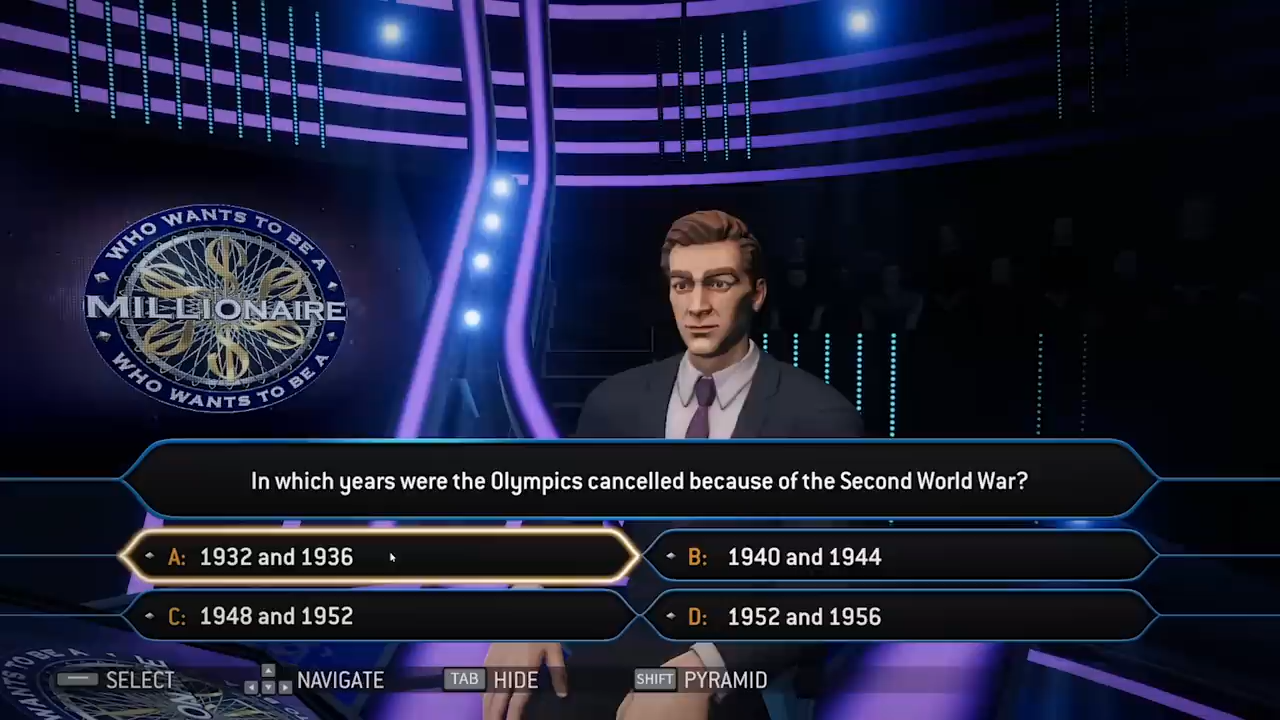 WHO WANTS TO BE A
MILLIONAIRE
WHO WANTS TO BE A
In which years were the Olympics cancelled because of the Second World War?
A: 1932 and 1936
B: 1940 and 1944
C: 1948 and 1952
D: 1952 and 1956
SELECT
NAVIGATE
TAB HIDE
SHIFT PYRAMID